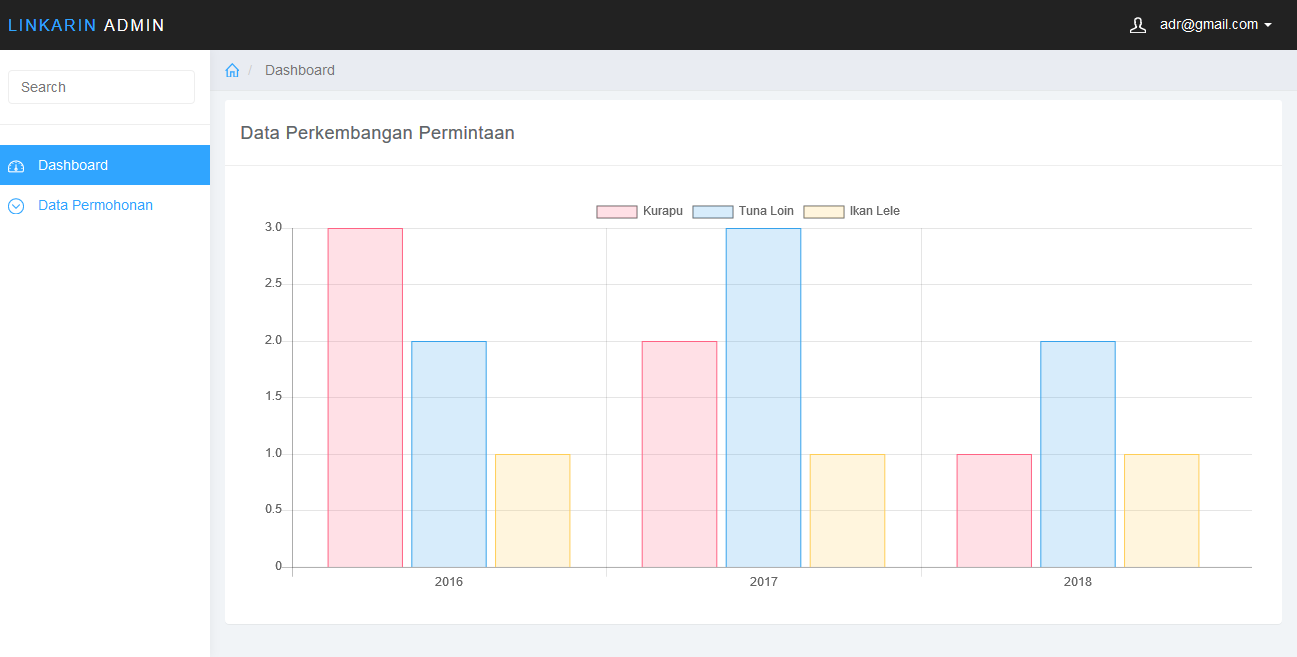 LINKARIN ADMIN
adr@gmail.com
Search
/ Dashboard
Dashboard
Data Permohonan
Data Perkembangan Permintaan
Kurapu Tuna Loin Ikan Lele
3.0
2.5
2.0
1.5
1.0
0.5
0
2016 2017 2018